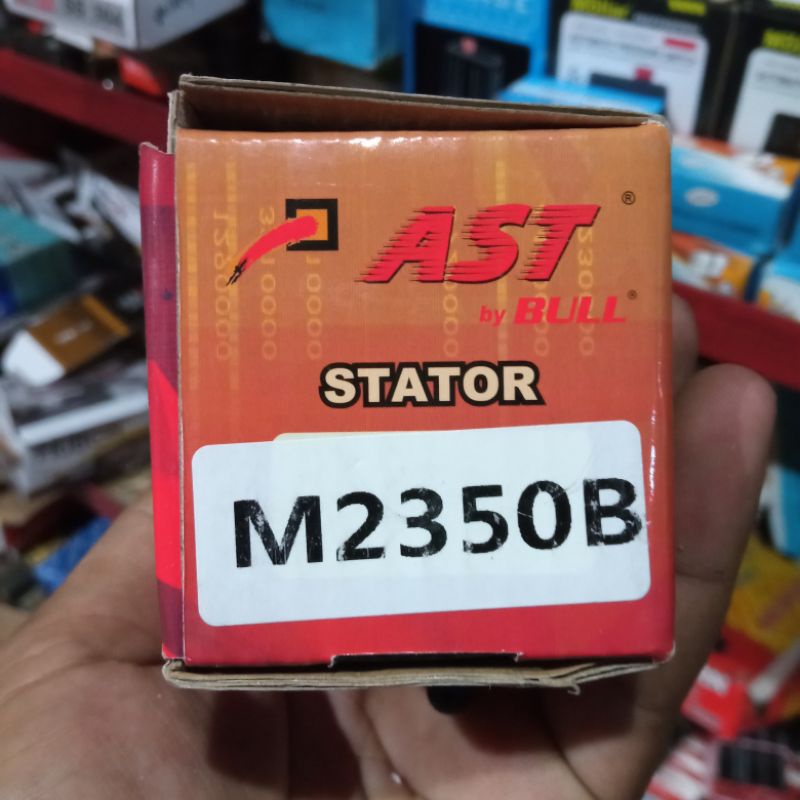 AST®
by BULL®
STATOR
M2350B